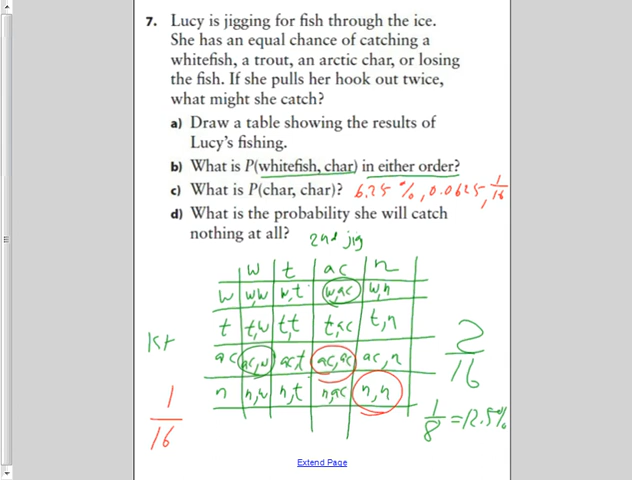 7. Lucy is jigging for fish through the ice.
She has an equal chance of catching a
whitefish, a trout, an arctic char, or losing
the fish. If she pulls her hook out twice,
what might she catch?
a) Draw a table showing the results of
Lucy's fishing.
b) What is P(whitefish, char) in either order?
c) What is P(char, char)? 6.25 %, 0.0625, 1/16
d) What is the probability she will catch
nothing at all? 2nd jig
w t ac n
w w,w w,t w,ac w,n
t t,w t,t t,ac t,n
1st
ac ac,w act ac,ac ac,n
n n,w n,t n,ac n,n
2/16
1/16
1/8 = 12.5%
Extend Page